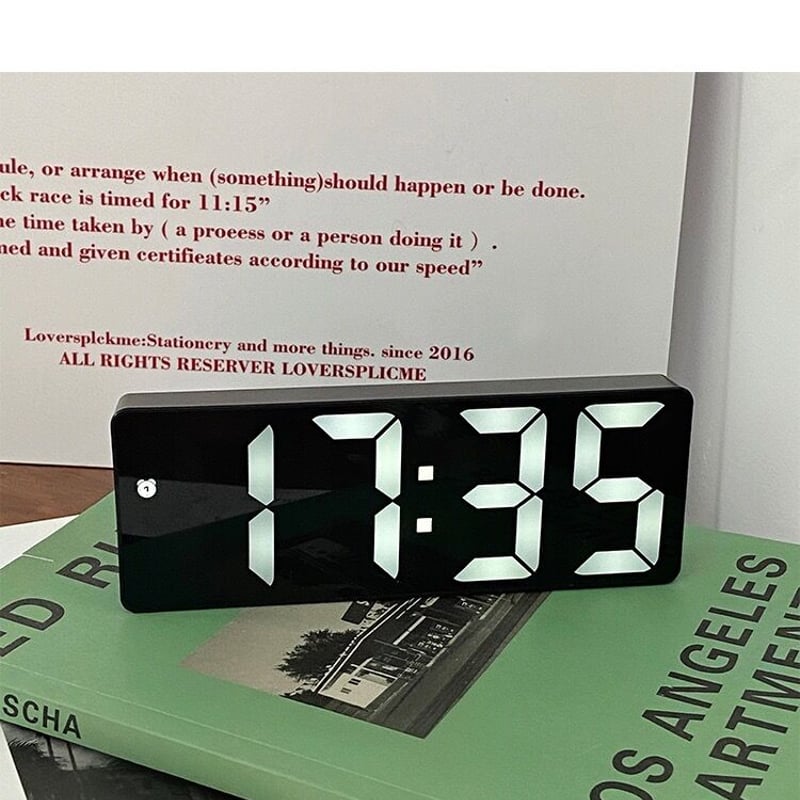 ule, or arrange when (something)should happen or be done.
ck race is timed for 11:15”
ne time taken by ( a proeess or a person doing it ) .
ned and given certifieates according to our speed”
Loversplckme:Stationcry and more things. since 2016
ALL RIGHTS RESERVER LOVERSPLICME
17:35
ED RU
SCHA
OS ANGELES
ARTMEN